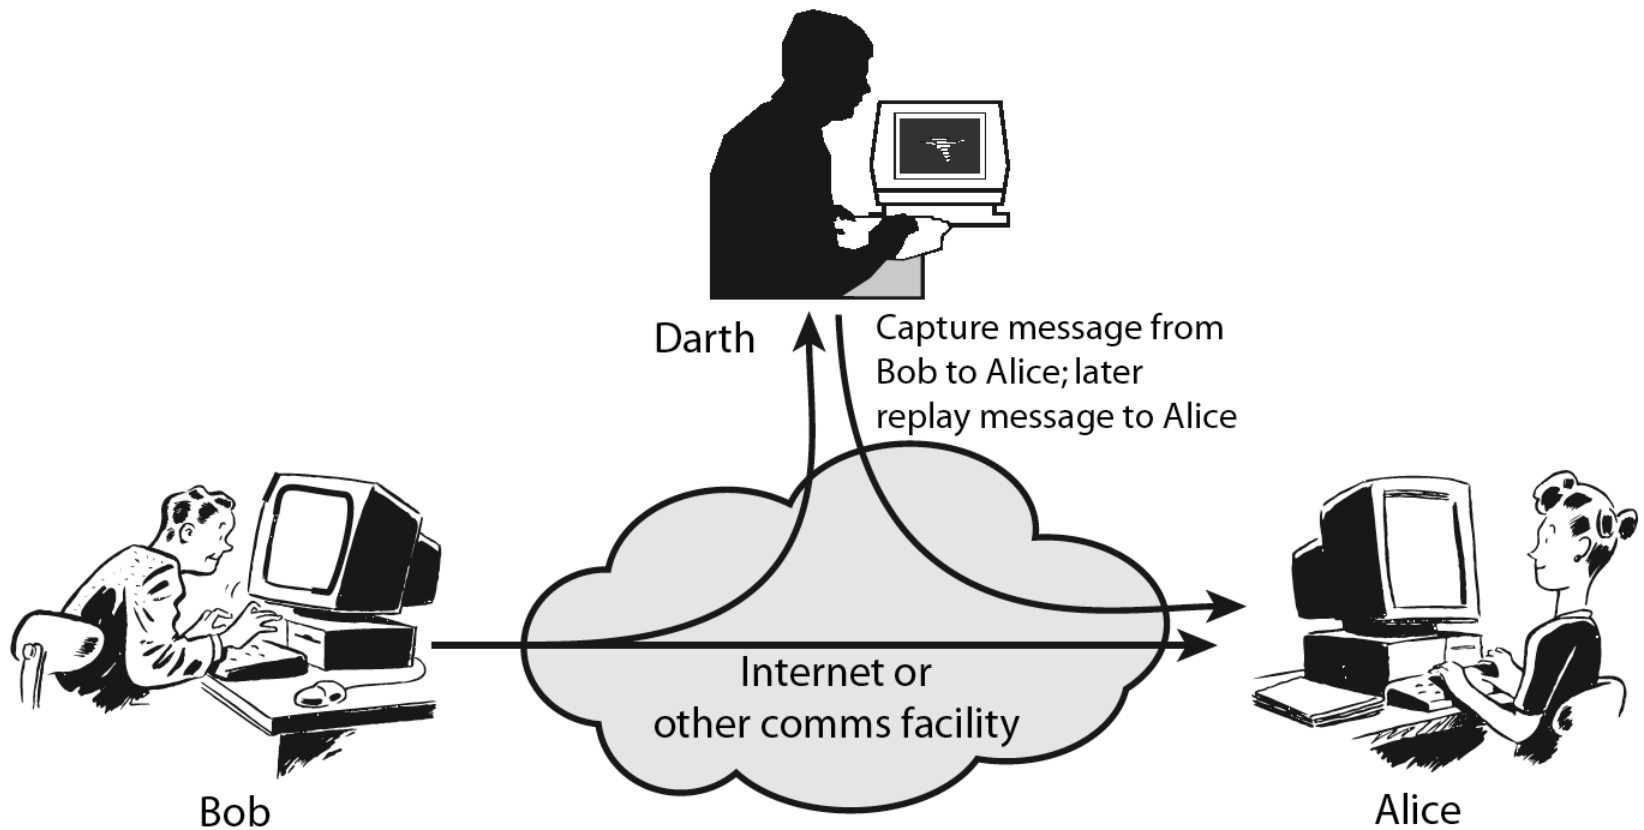 Darth
Capture message from
Bob to Alice; later
replay message to Alice
Internet or
other comms facility
Bob
Alice